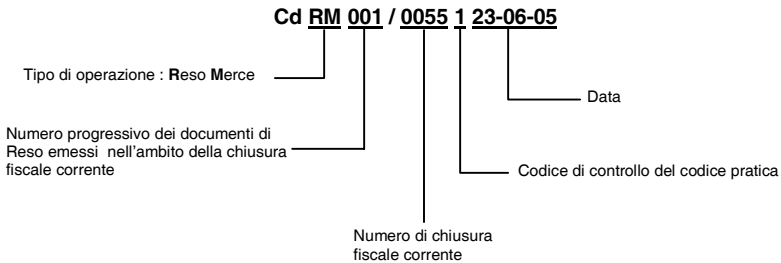 Cd RM 001 / 0055 1 23-06-05
Tipo di operazione : Reso Merce
Data
Numero progressivo dei documenti di
Reso emessi nell'ambito della chiusura
fiscale corrente
Codice di controllo del codice pratica
Numero di chiusura
fiscale corrente